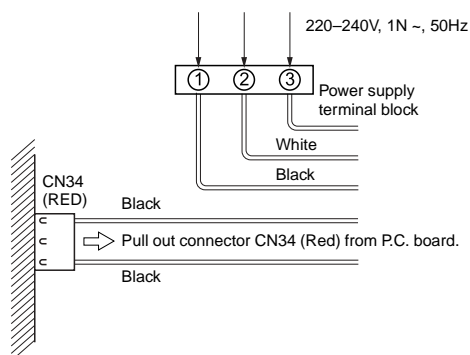 220–240V, 1N ~, 50Hz
1 2 3
Power supply
terminal block
White
Black
CN34
(RED)
Black
Pull out connector CN34 (Red) from P.C. board.
Black